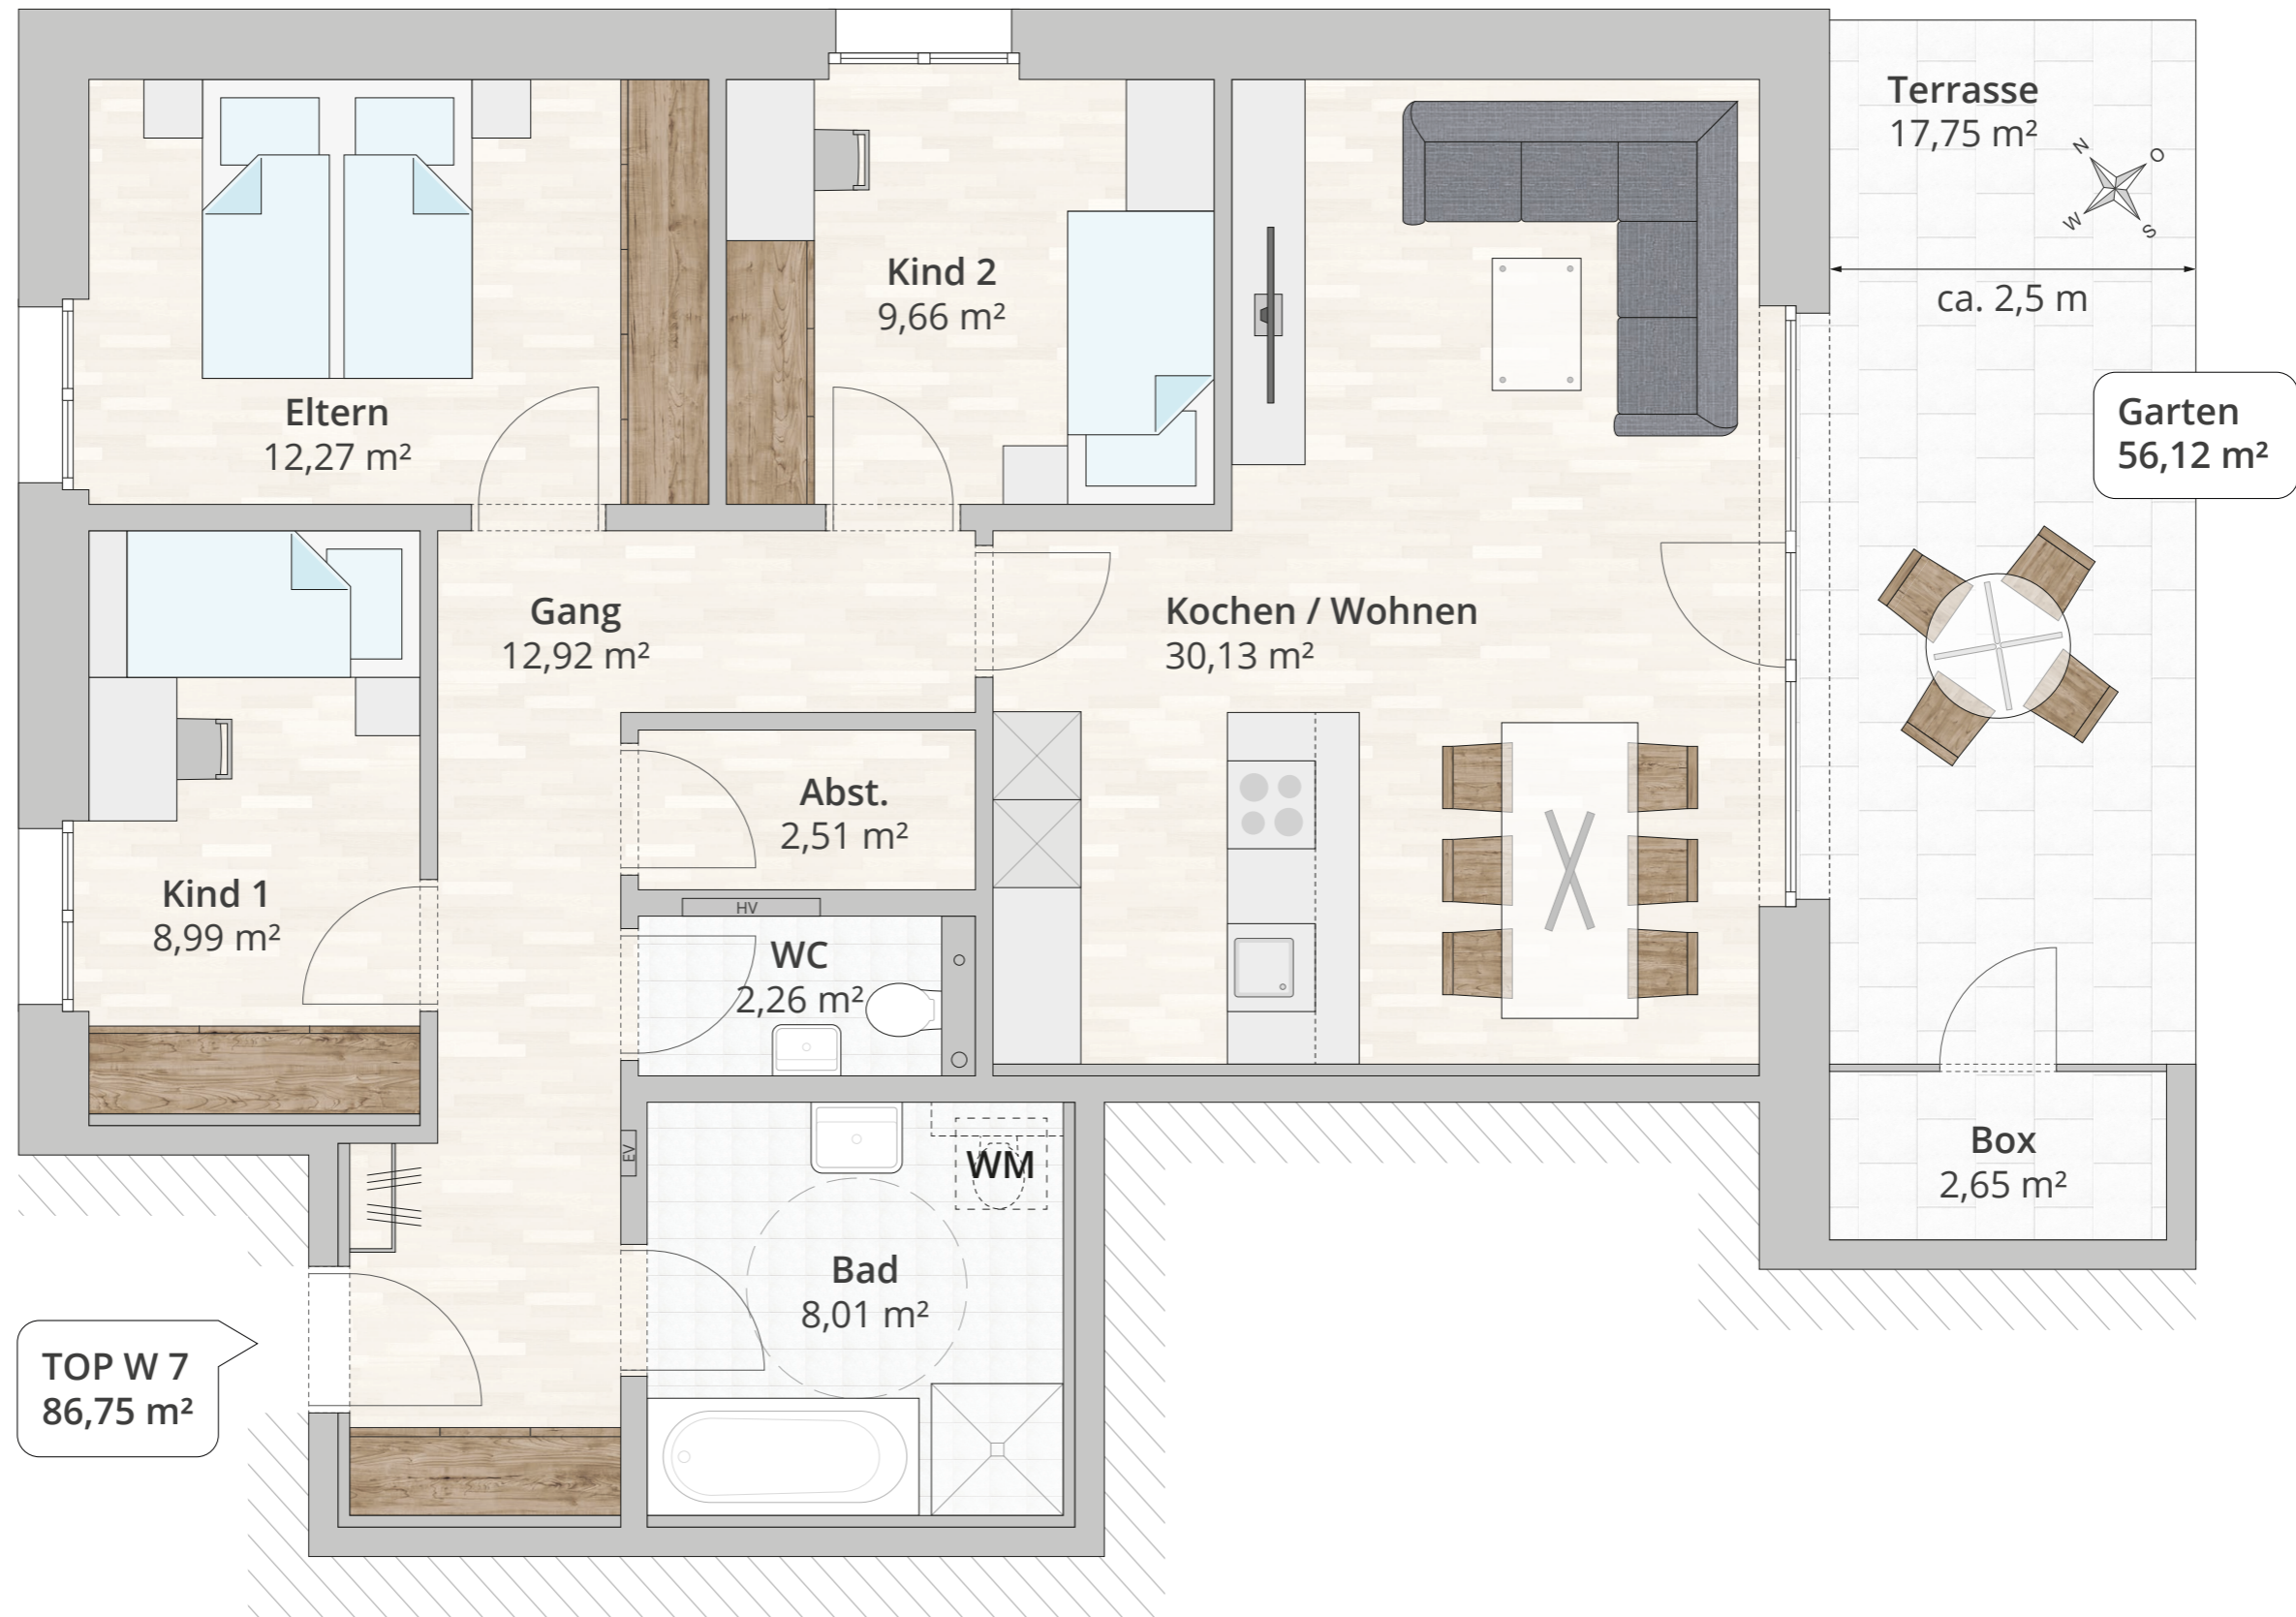 Terrasse
17,75 m²
N
O
W
S
ca. 2,5 m
Kind 2
9,66 m²
Eltern
12,27 m²
Garten
56,12 m²
Gang
12,92 m²
Kochen / Wohnen
30,13 m²
Abst.
2,51 m²
Kind 1
8,99 m²
HV
WC
2,26 m²
EV
WM
Box
2,65 m²
Bad
8,01 m²
TOP W 7
86,75 m²